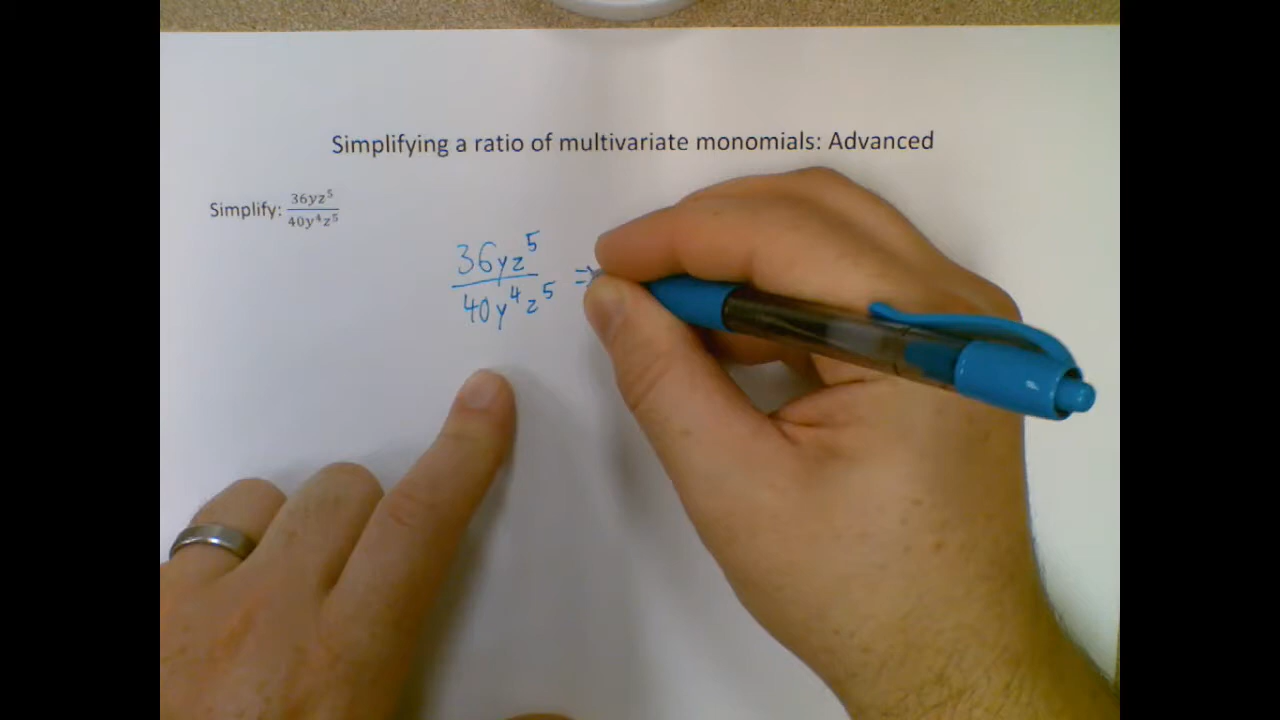 Simplifying a ratio of multivariate monomials: Advanced
Simplify: 36yz⁵/40y⁴z⁵
36yz⁵
40y⁴z⁵ ⇒